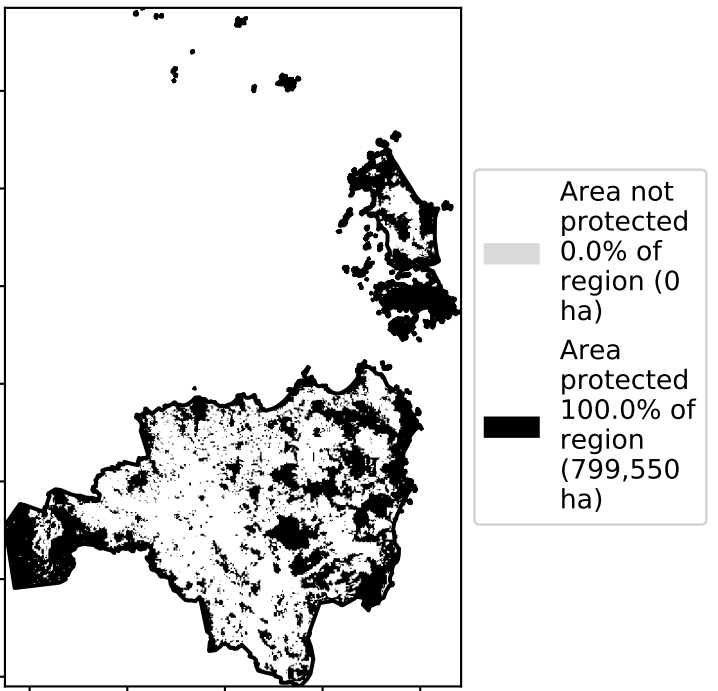 Area not
protected
0.0% of
region (0
ha)
Area
protected
100.0% of
region
(799,550
ha)